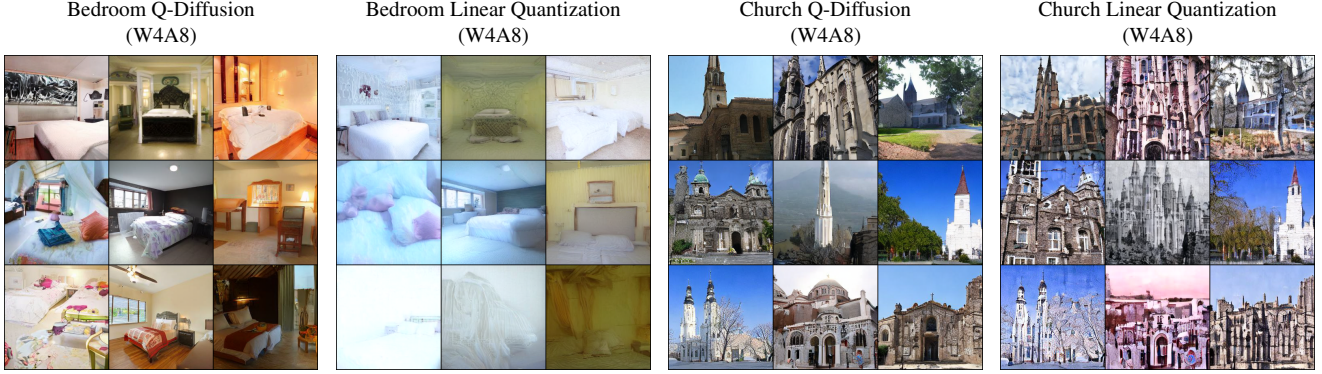 Bedroom Q-Diffusion
(W4A8)
Bedroom Linear Quantization
(W4A8)
Church Q-Diffusion
(W4A8)
Church Linear Quantization
(W4A8)